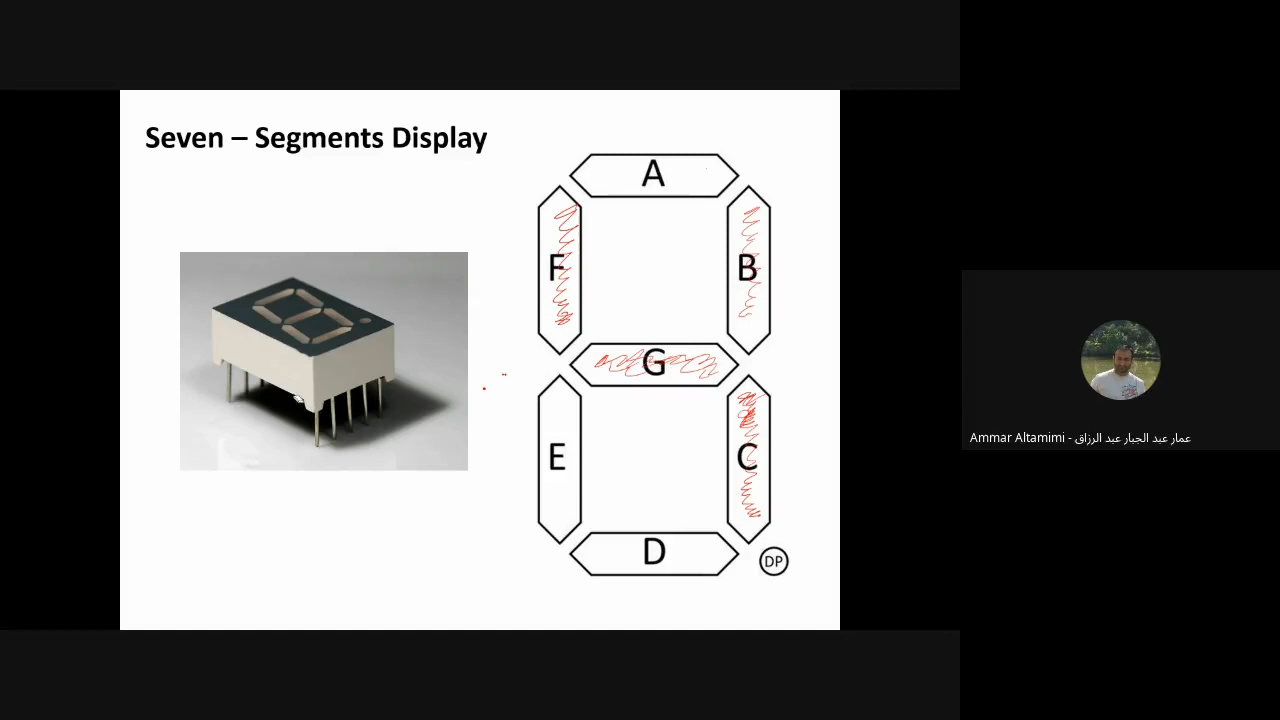 Seven – Segments Display
A
F
B
G
E
C
D
DP
Ammar Altamimi - عمار عبد الجبار عبد الرزاق